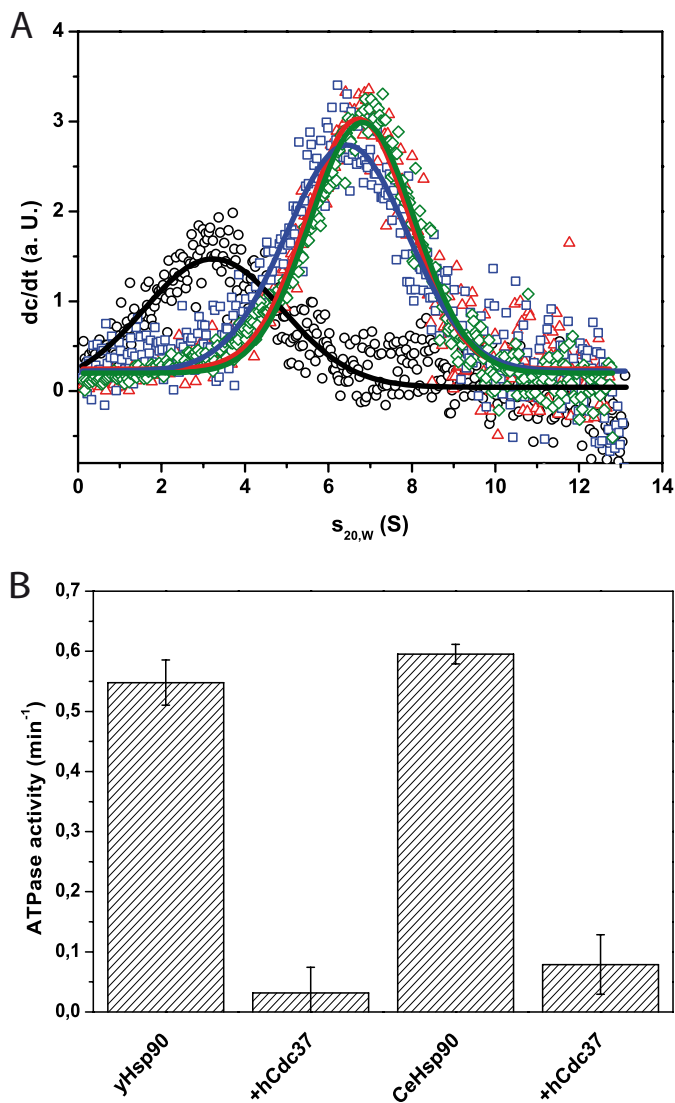 A
dc/dt (a. U.)
4
3
2
1
0
0 2 4 6 8 10 12 14
s20,W (S)
B
ATPase activity (min-1)
0,7
0,6
0,5
0,4
0,3
0,2
0,1
0,0
yHsp90
+hCdc37
CeHsp90
+hCdc37